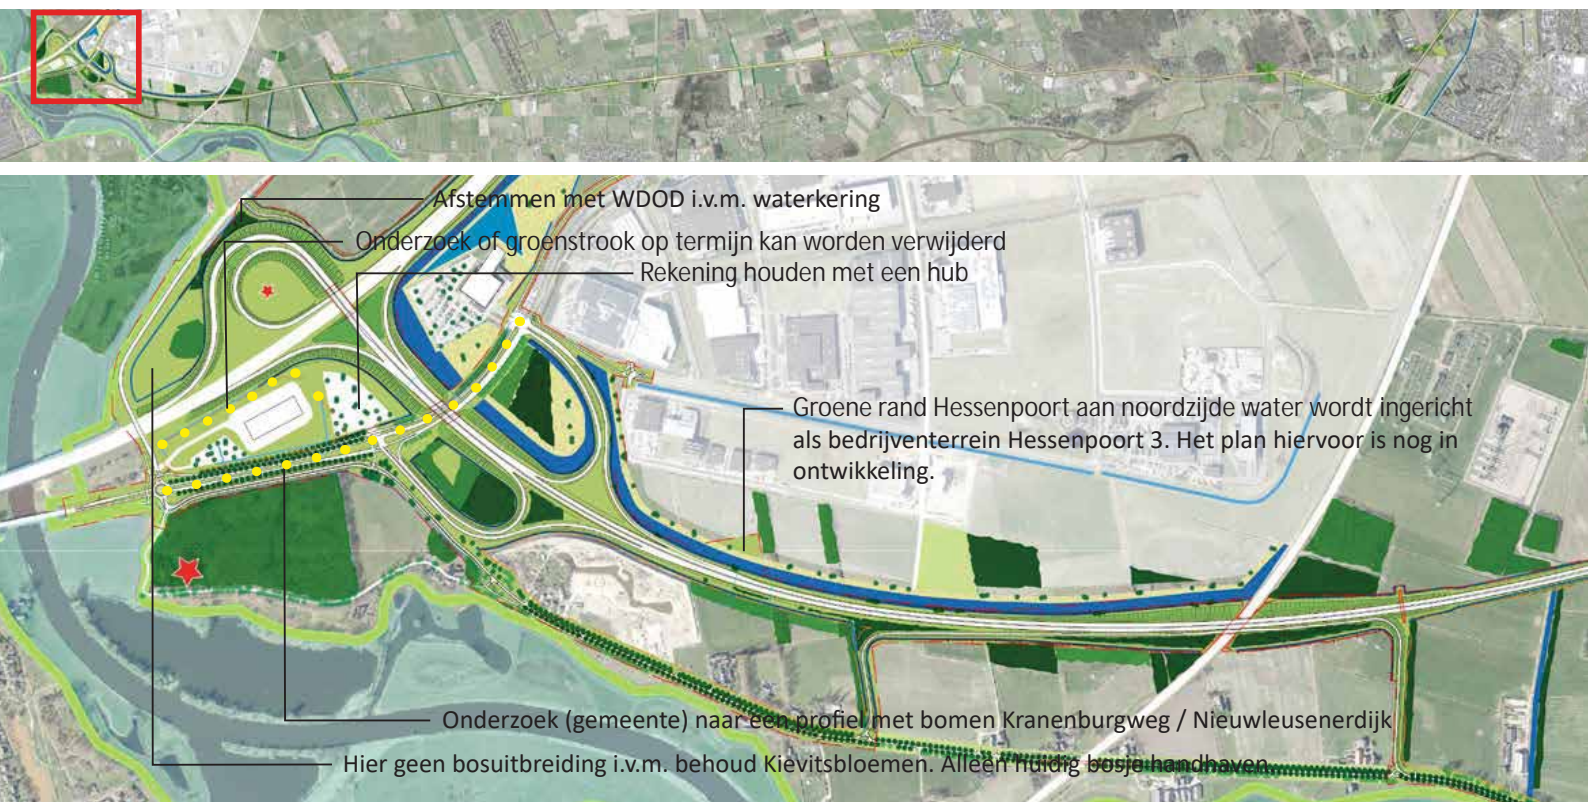 Afstemmen met WDOD i.v.m. waterkering
Onderzoek of groenstrook op termijn kan worden verwijderd
Rekening houden met een hub
Groene rand Hessenpoort aan noordzijde water wordt ingericht
als bedrijventerrein Hessenpoort 3. Het plan hiervoor is nog in
ontwikkeling.
Onderzoek (gemeente) naar een profiel met bomen Kranenburgweg / Nieuwleusenerdijk
Hier geen bosuitbreiding i.v.m. behoud Kievitsbloemen. Alleen huidig bosje handhaven.